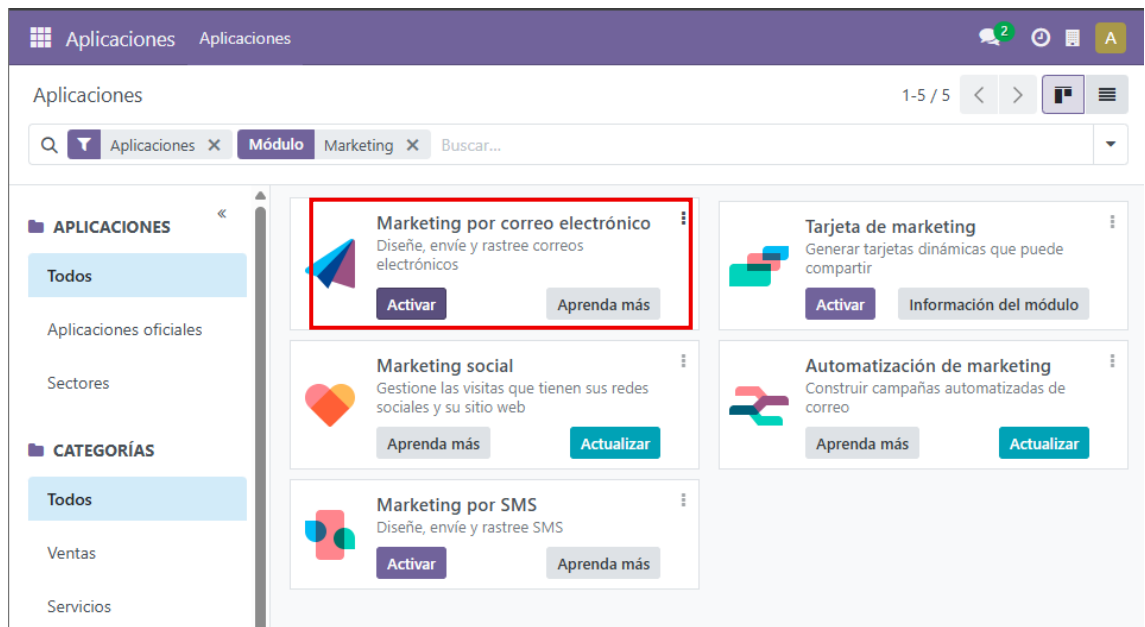 Aplicaciones Aplicaciones 2 A
Aplicaciones 1-5 / 5
Aplicaciones Módulo Marketing Buscar...
APLICACIONES
Todos
Aplicaciones oficiales
Sectores
CATEGORÍAS
Todos
Ventas
Servicios
Marketing por correo electrónico
Diseñe, envíe y rastree correos
electrónicos
Activar Aprenda más
Tarjeta de marketing
Generar tarjetas dinámicas que puede
compartir
Activar Información del módulo
Marketing social
Gestione las visitas que tienen sus redes
sociales y su sitio web
Aprenda más Actualizar
Automatización de marketing
Construir campañas automatizadas de
correo
Aprenda más Actualizar
Marketing por SMS
Diseñe, envíe y rastree SMS
Activar Aprenda más